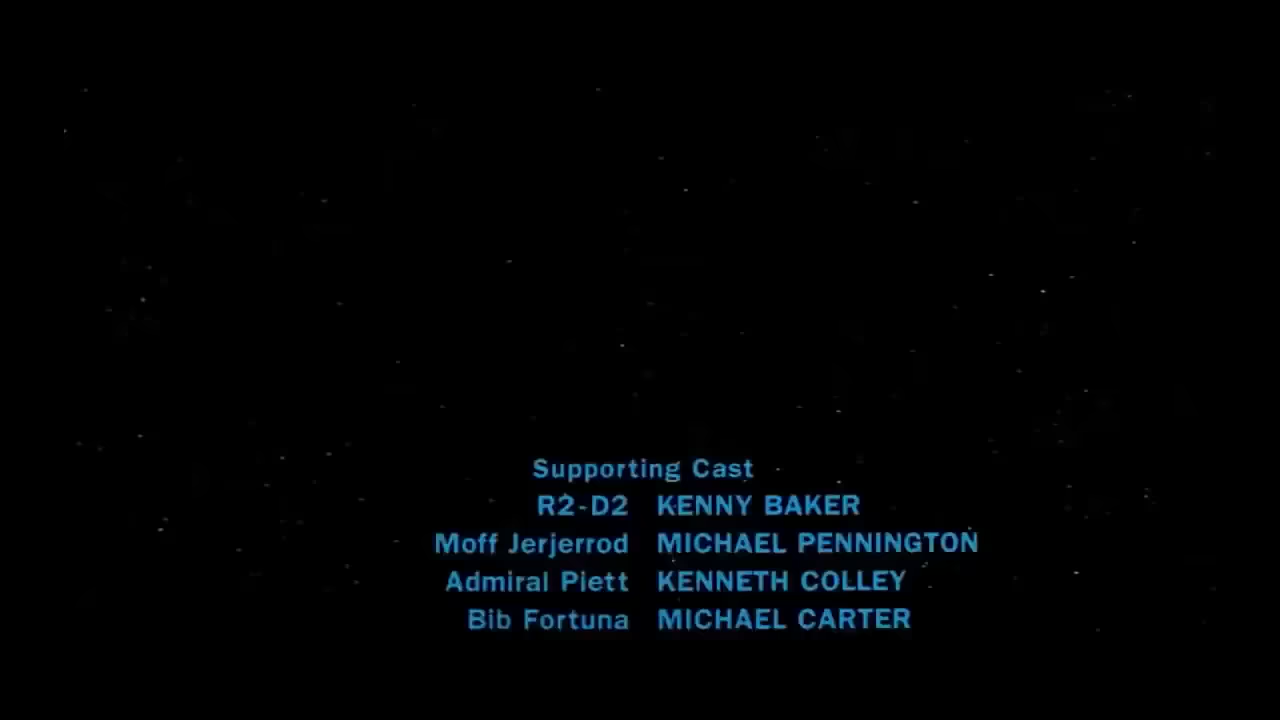 Supporting Cast
R2-D2 KENNY BAKER
Moff Jerjerrod MICHAEL PENNINGTON
Admiral Piett KENNETH COLLEY
Bib Fortuna MICHAEL CARTER